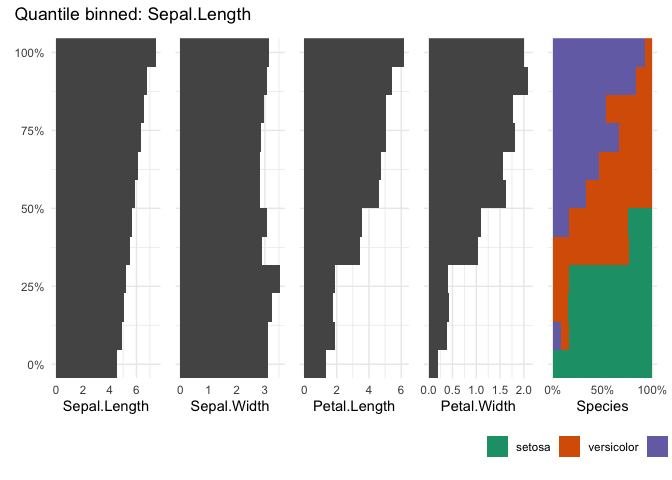 Quantile binned: Sepal.Length
100%
75%
50%
25%
0%
0 2 4 6
0 1 2 3
0 2 4 6
0.0 0.5 1.0 1.5 2.0
0% 50% 100%
Sepal.Length Sepal.Width Petal.Length Petal.Width Species
setosa versicolor